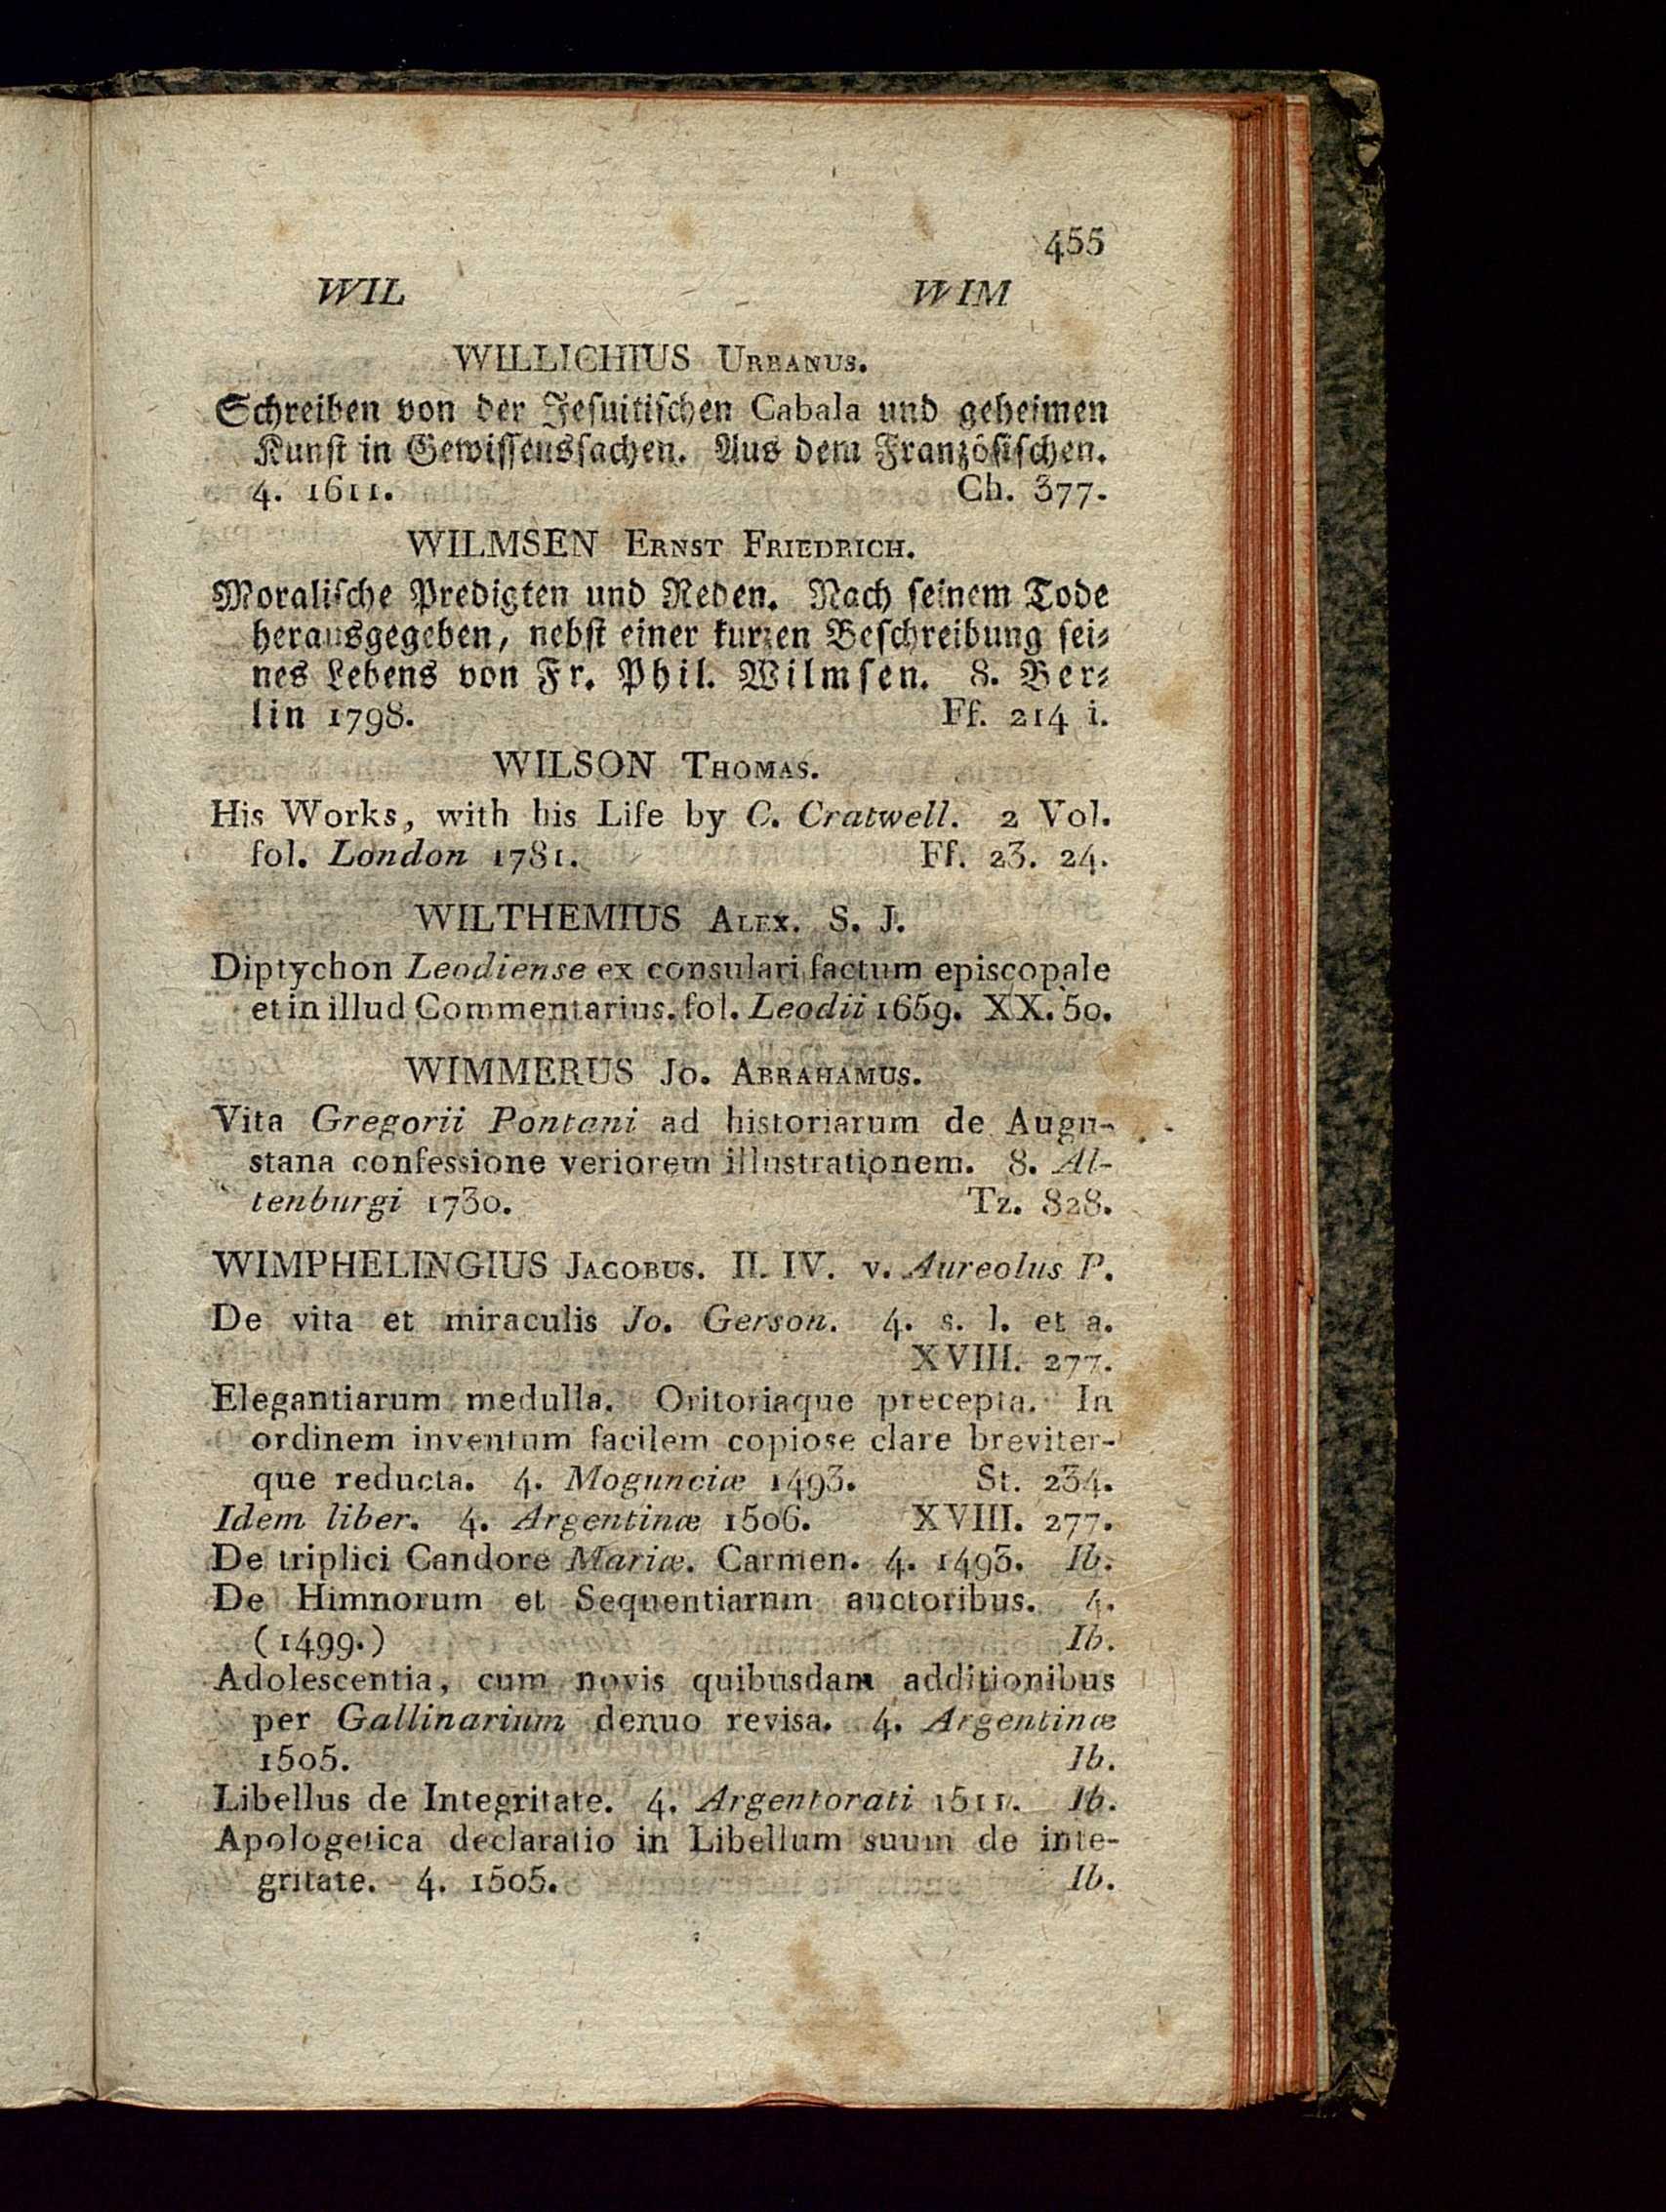 455
WIL WIM
WILLICHIUS URBANUS.
Schreiben von der Jesuitischen Cabala und geheimen
Kunst in Gewissenssachen. Aus dem Französischen.
4. 1611. Ch. 377.
WILMSEN ERNST FRIEDRICH.
Moralische Predigten und Reden. Nach seinem Tode
herausgegeben, nebst einer kurzen Beschreibung sei-
nes Lebens von Fr. Phil. Wilmsen. 8. Ber-
lin 1798. Ff. 214 i.
WILSON THOMAS.
His Works, with his Life by C. Cratwell. 2 Vol.
fol. London 1781. Ff. 23. 24.
WILTHEMIUS ALEX. S. J.
Diptychon Leodiense ex consulari factum episcopale
et in illud Commentarius. fol. Leodii 1659. XX. 50.
WIMMERUS JO. ABRAHAMUS.
Vita Gregorii Pontani ad historiarum de Augu-
stana confessione veriorem illustrationem. 8. Al-
tenburgi 1730. Tz. 828.
WIMPHELINGIUS JACOBUS. II. IV. v. Aureolus P.
De vita et miraculis Jo. Gerson. 4. s. l. et a.
XVIII. 277.
Elegantiarum medulla. Oritoriaque precepta. In
ordinem inventum facilem copiose clare breviter-
que reducta. 4. Mogunciæ 1493. St. 234.
Idem liber. 4. Argentinæ 1506. XVIII. 277.
De triplici Candore Mariæ. Carmen. 4. 1493. Ib.
De Himnorum et Sequentiarum auctoribus. 4.
(1499.) Ib.
Adolescentia, cum novis quibusdam additionibus
per Gallinarium denuo revisa. 4. Argentinæ
1505. Ib.
Libellus de Integritate. 4. Argentorati 1511. Ib.
Apologetica declaratio in Libellum suum de inte-
gritate. 4. 1505. Ib.